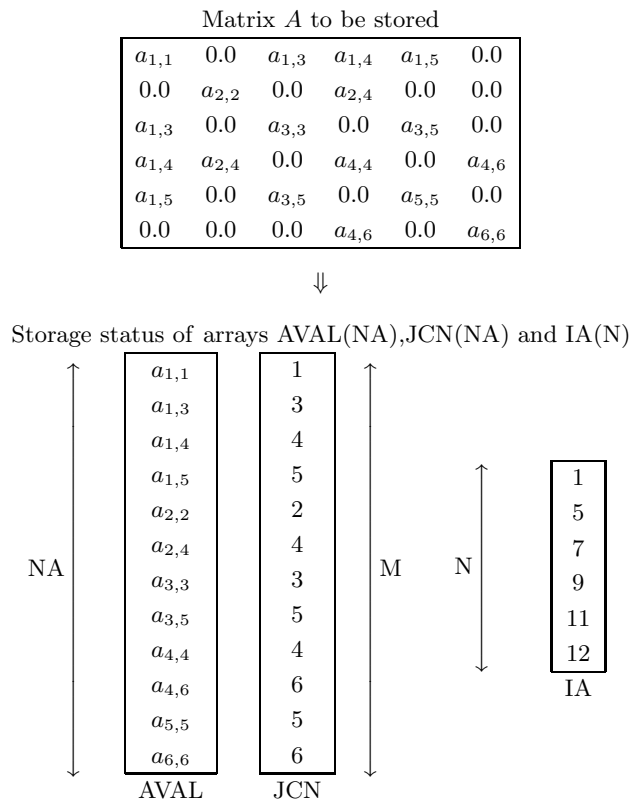 Matrix A to be stored
a1,1 0.0 a1,3 a1,4 a1,5 0.0
0.0 a2,2 0.0 a2,4 0.0 0.0
a1,3 0.0 a3,3 0.0 a3,5 0.0
a1,4 a2,4 0.0 a4,4 0.0 a4,6
a1,5 0.0 a3,5 0.0 a5,5 0.0
0.0 0.0 0.0 a4,6 0.0 a6,6
⇓
Storage status of arrays AVAL(NA),JCN(NA) and IA(N)
a1,1 1
a1,3 3
a1,4 4
a1,5 5
a2,2 2
a2,4 4
a3,3 3
a3,5 5
a4,4 4
a4,6 6
a5,5 5
a6,6 6
NA
AVAL JCN
M
N
1
5
7
9
11
12
IA